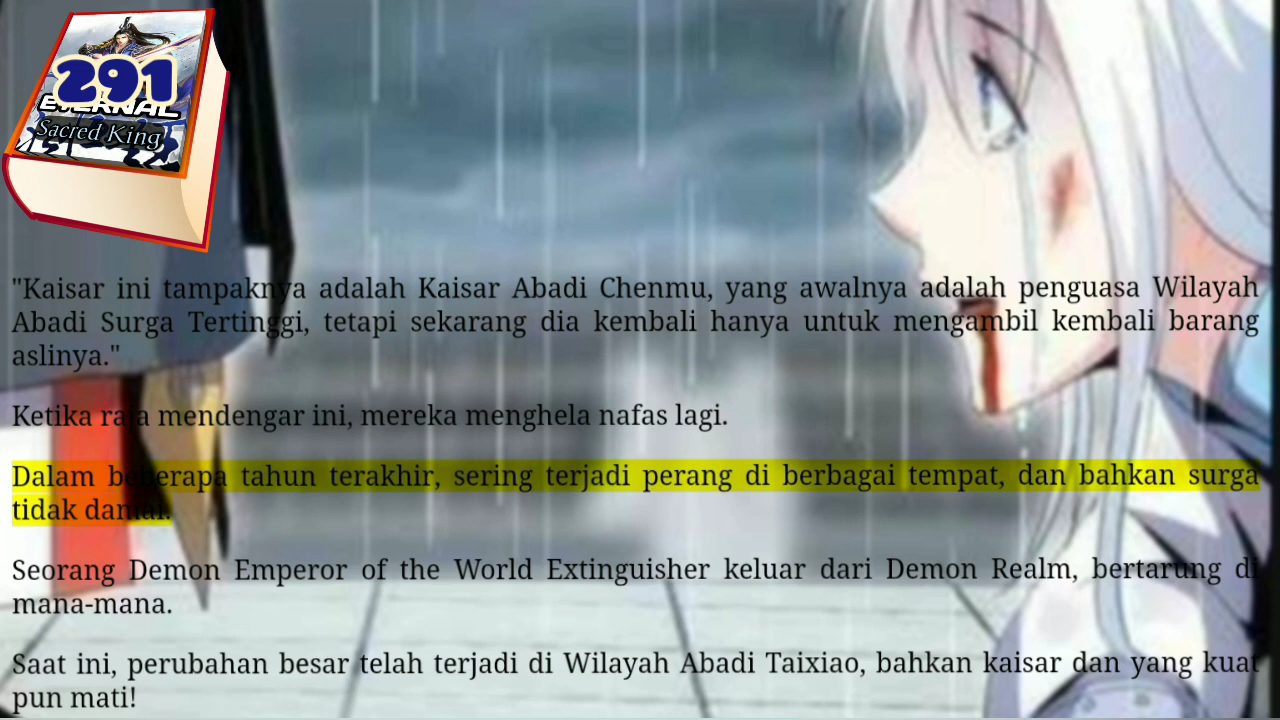 291
ETERNAL
Sacred King
"Kaisar ini tampaknya adalah Kaisar Abadi Chenmu, yang awalnya adalah penguasa Wilayah
Abadi Surga Tertinggi, tetapi sekarang dia kembali hanya untuk mengambil kembali barang
aslinya."
Ketika raja mendengar ini, mereka menghela nafas lagi.
Dalam beberapa tahun terakhir, sering terjadi perang di berbagai tempat, dan bahkan surga
tidak damai.
Seorang Demon Emperor of the World Extinguisher keluar dari Demon Realm, bertarung di
mana-mana.
Saat ini, perubahan besar telah terjadi di Wilayah Abadi Taixiao, bahkan kaisar dan yang kuat
pun mati!